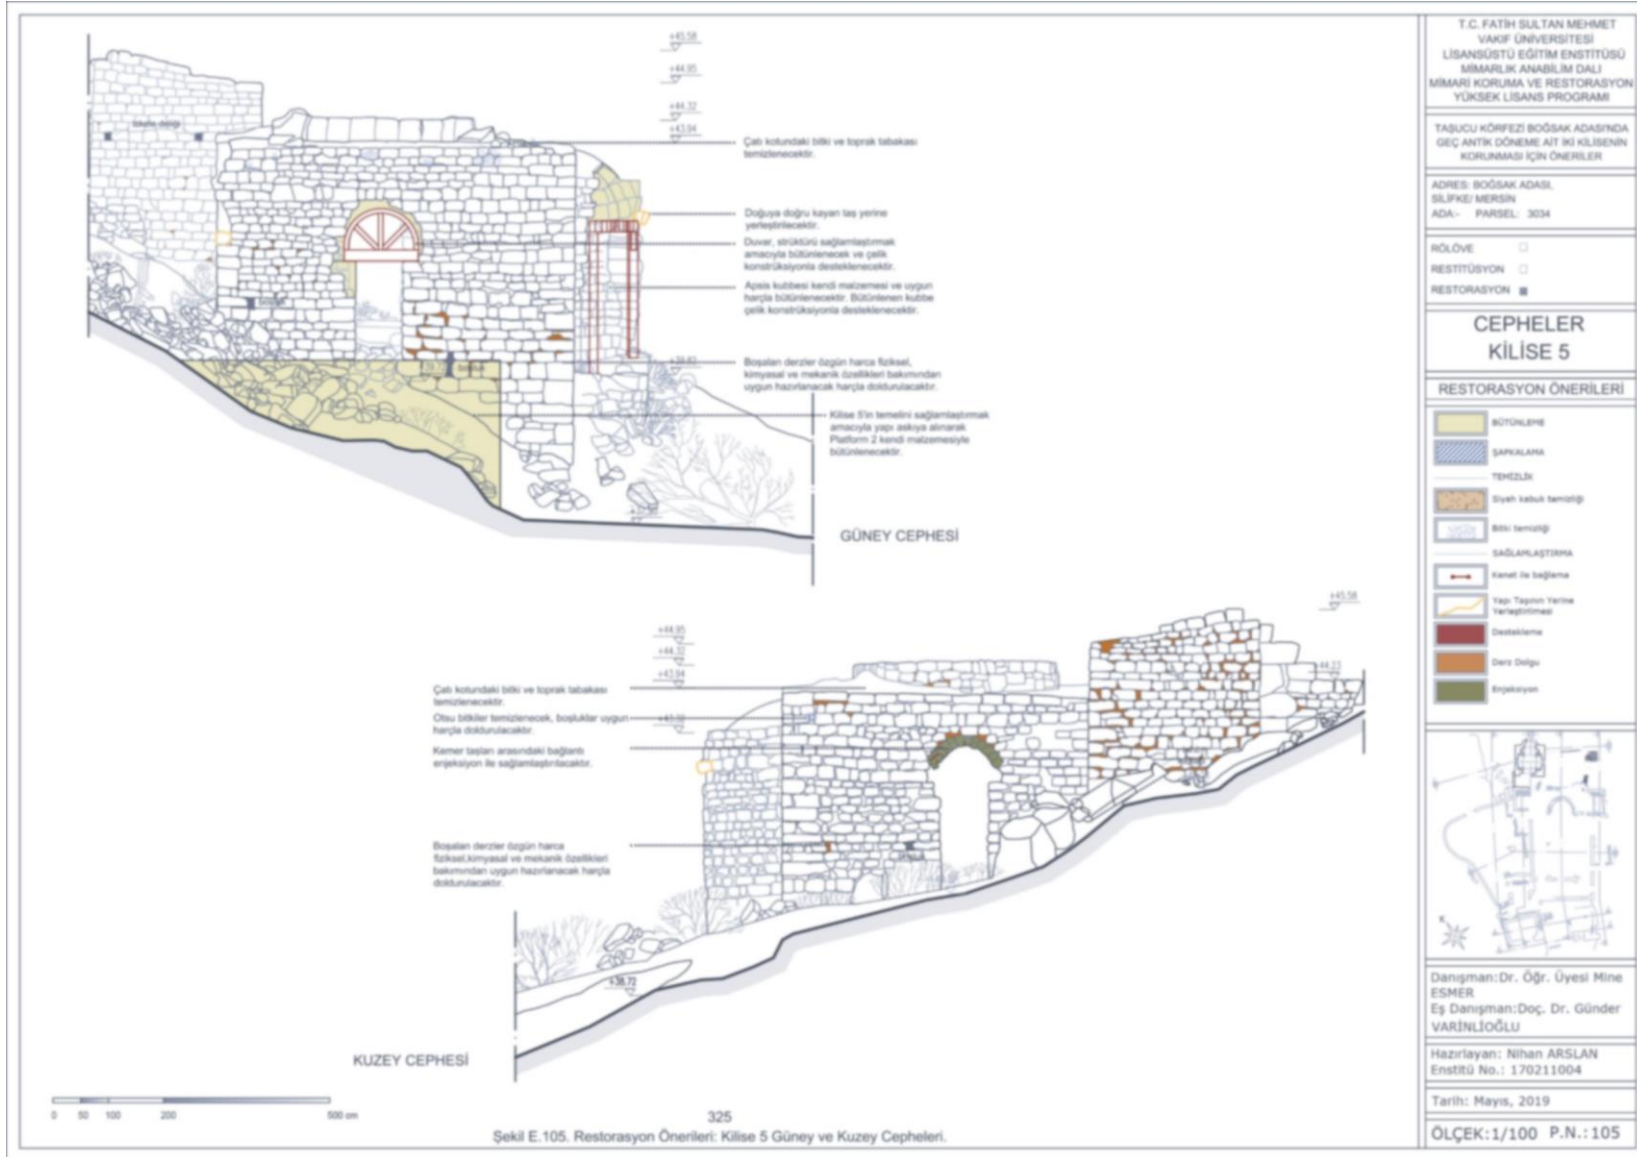 +45.58
+44.95
+44.32
+43.94
Çatı kotundaki bitki ve toprak tabakası
temizlenecektir.
Doğuya doğru kayan taş yerine
yerleştirilecektir.
Duvar, strüktürü sağlamlaştırmak
amacıyla bütünlenecek ve çelik
konstrüksiyonla desteklenecektir.
Apsis kubbesi kendi malzemesi ve uygun
harçla bütünlenecektir. Bütünlenen kubbe
çelik konstrüksiyonla desteklenecektir.
Boşalan derzler özgün harca fiziksel,
kimyasal ve mekanik özellikleri bakımından
uygun hazırlanacak harçla doldurulacaktır.
Kilise 5'in temelini sağlamlaştırmak
amacıyla yapı askıya alınarak
Platform 2 kendi malzemesiyle
bütünlenecektir.
GÜNEY CEPHESİ
+45.58
+44.95
+44.32
+43.94
Çatı kotundaki bitki ve toprak tabakası
temizlenecektir.
Otsu bitkiler temizlenecek, boşluklar uygun
harçla doldurulacaktır.
Kemer taşları arasındaki bağlantı
enjeksiyon ile sağlamlaştırılacaktır.
Boşalan derzler özgün harca
fiziksel,kimyasal ve mekanik özellikleri
bakımından uygun hazırlanacak harçla
doldurulacaktır.
+38.72
KUZEY CEPHESİ
0 50 100 200 500 cm
325
Şekil E.105. Restorasyon Önerileri: Kilise 5 Güney ve Kuzey Cepheleri.
T.C. FATİH SULTAN MEHMET
VAKIF ÜNİVERSİTESİ
LİSANSÜSTÜ EĞİTİM ENSTİTÜSÜ
MİMARLIK ANABİLİM DALI
MİMARİ KORUMA VE RESTORASYON
YÜKSEK LİSANS PROGRAMI
TAŞUCU KÖRFEZİ BOĞSAK ADASI'NDA
GEÇ ANTİK DÖNEME AİT İKİ KİLİSENİN
KORUNMASI İÇİN ÖNERİLER
ADRES: BOĞSAK ADASI,
SİLİFKE/ MERSİN
ADA:- PARSEL: 3034
RÖLÖVE
RESTİTÜSYON
RESTORASYON
CEPHELER
KİLİSE 5
RESTORASYON ÖNERİLERİ
BÜTÜNLEME
ŞAPKALAMA
TEMİZLİK
Siyah kabuk temizliği
Bitki temizliği
SAĞLAMLAŞTIRMA
Kenet ile bağlama
Yapı Taşının Yerine
Yerleştirilmesi
Destekleme
Derz Dolgu
Enjeksiyon
K
Danışman:Dr. Öğr. Üyesi Mine
ESMER
Eş Danışman:Doç. Dr. Günder
VARİNLİOĞLU
Hazırlayan: Nihan ARSLAN
Enstitü No.: 170211004
Tarih: Mayıs, 2019
ÖLÇEK:1/100 P.N.:105